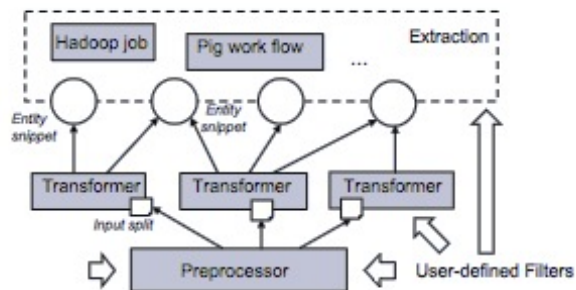 Hadoop job
Pig work flow
Extraction
...
Entity
snippet
Entity
snippet
Transformer
Transformer
Transformer
Input split
Preprocessor
User-defined Filters